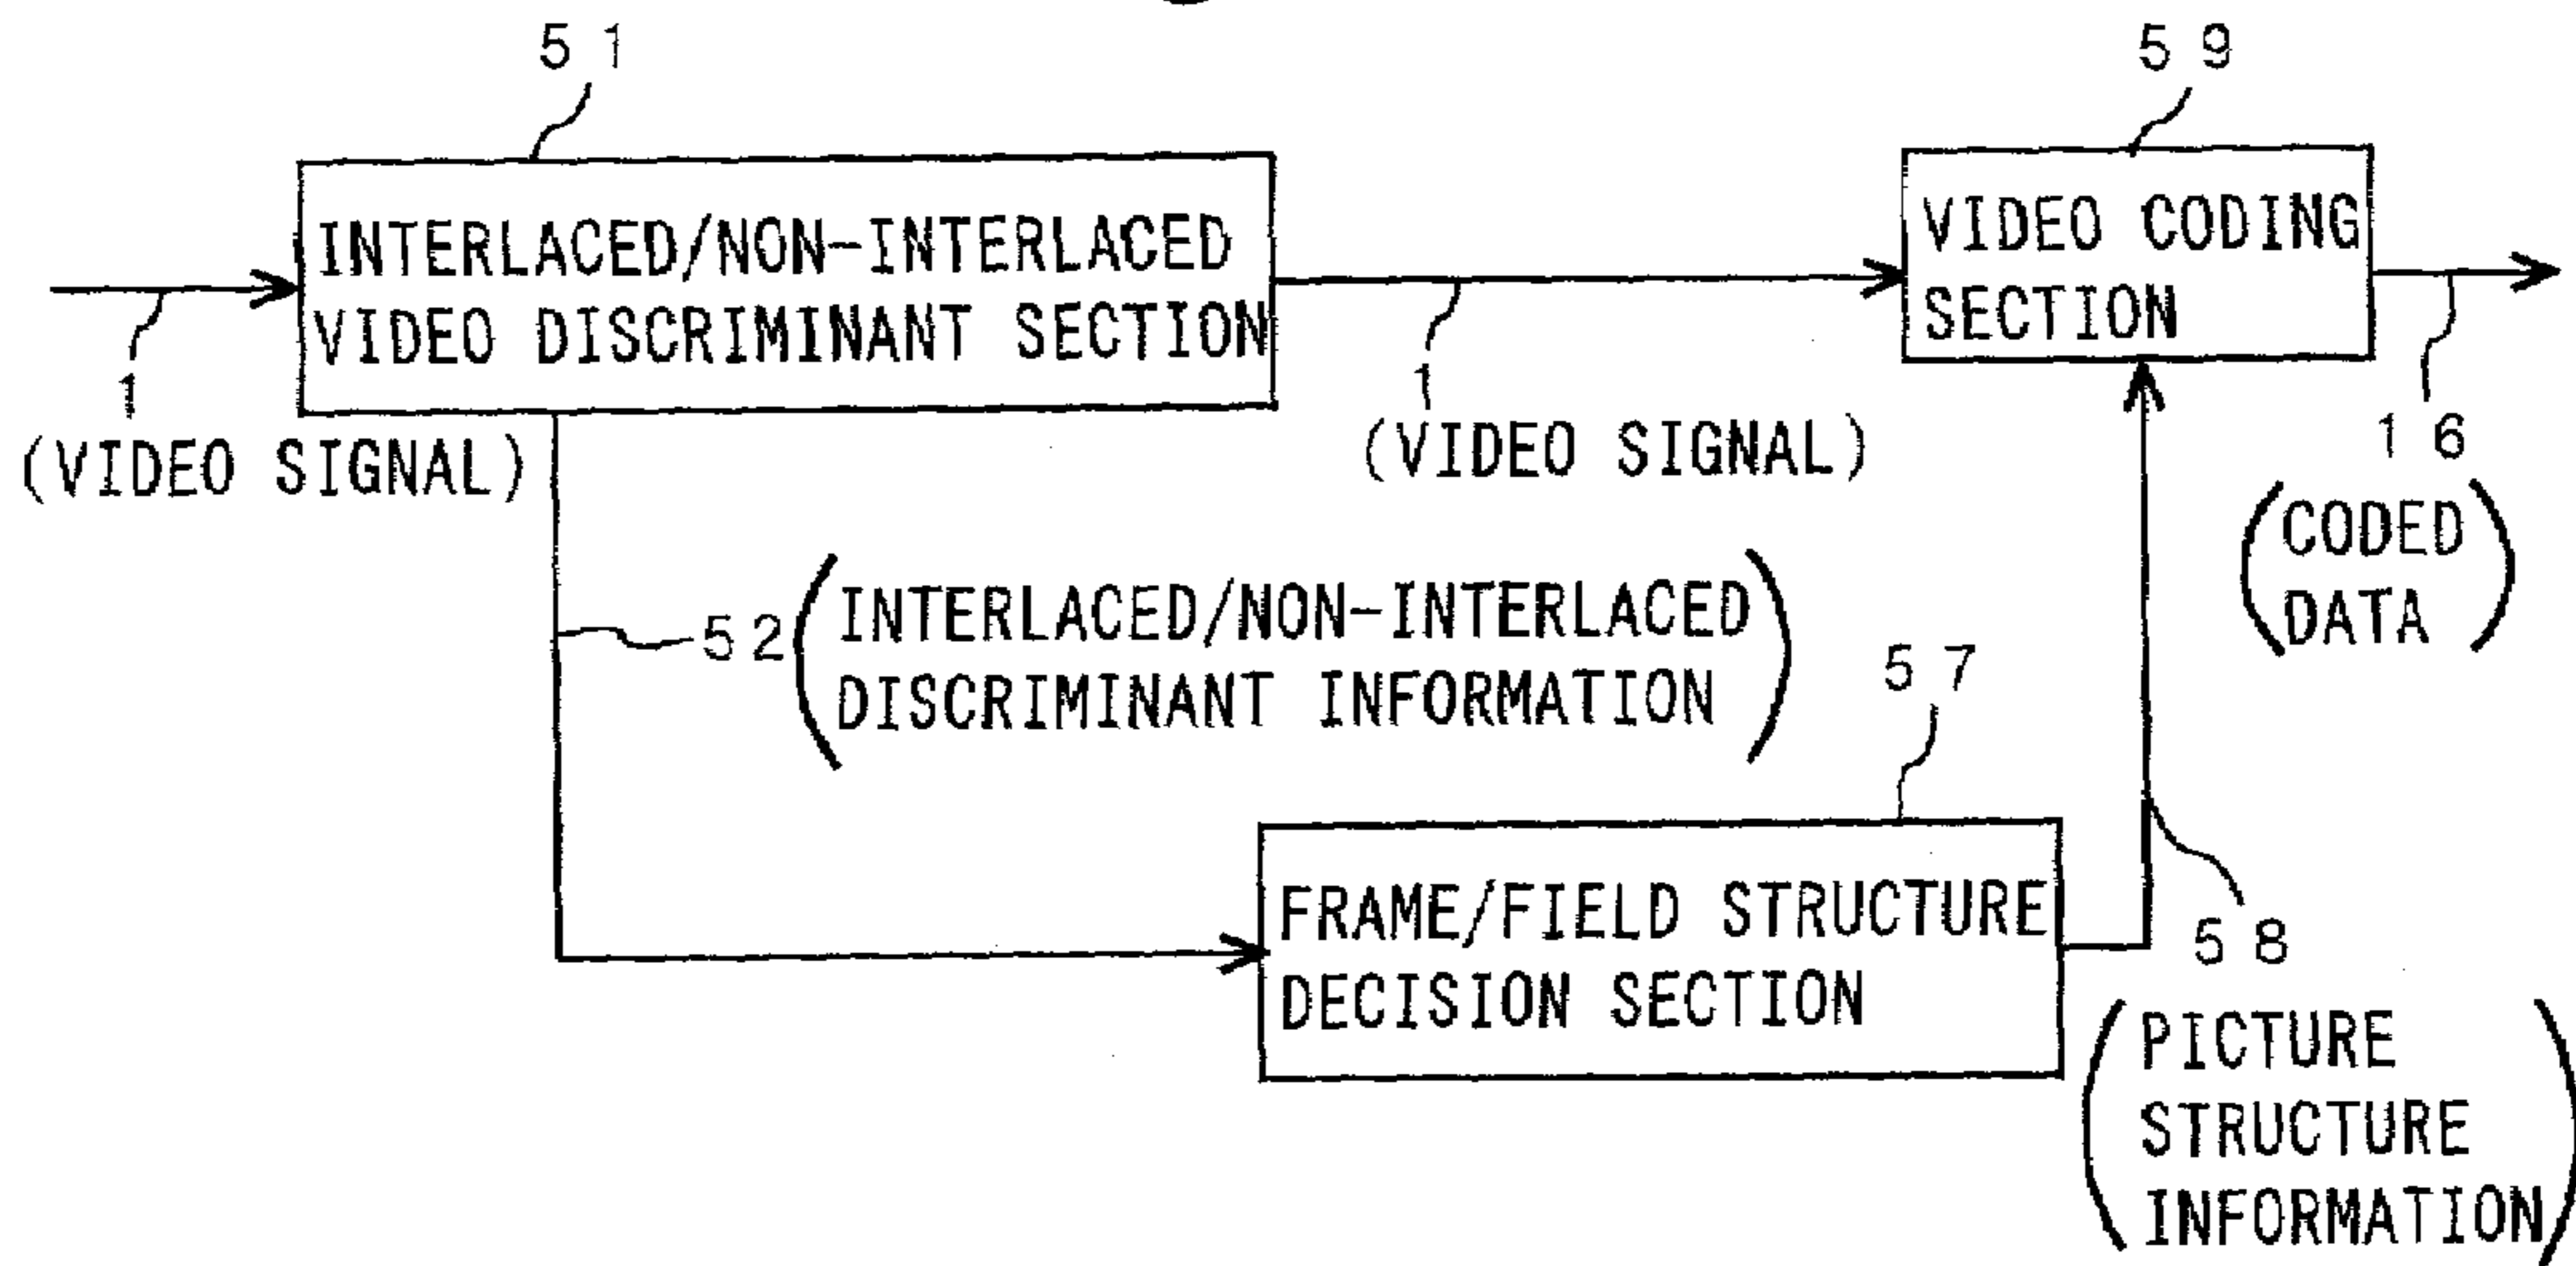 51
59
INTERLACED/NON-INTERLACED
VIDEO DISCRIMINANT SECTION
VIDEO CODING
SECTION
1
(VIDEO SIGNAL)
1
(VIDEO SIGNAL)
16
(CODED
DATA)
52 (INTERLACED/NON-INTERLACED
DISCRIMINANT INFORMATION)
57
FRAME/FIELD STRUCTURE
DECISION SECTION
58
(PICTURE
STRUCTURE
INFORMATION)